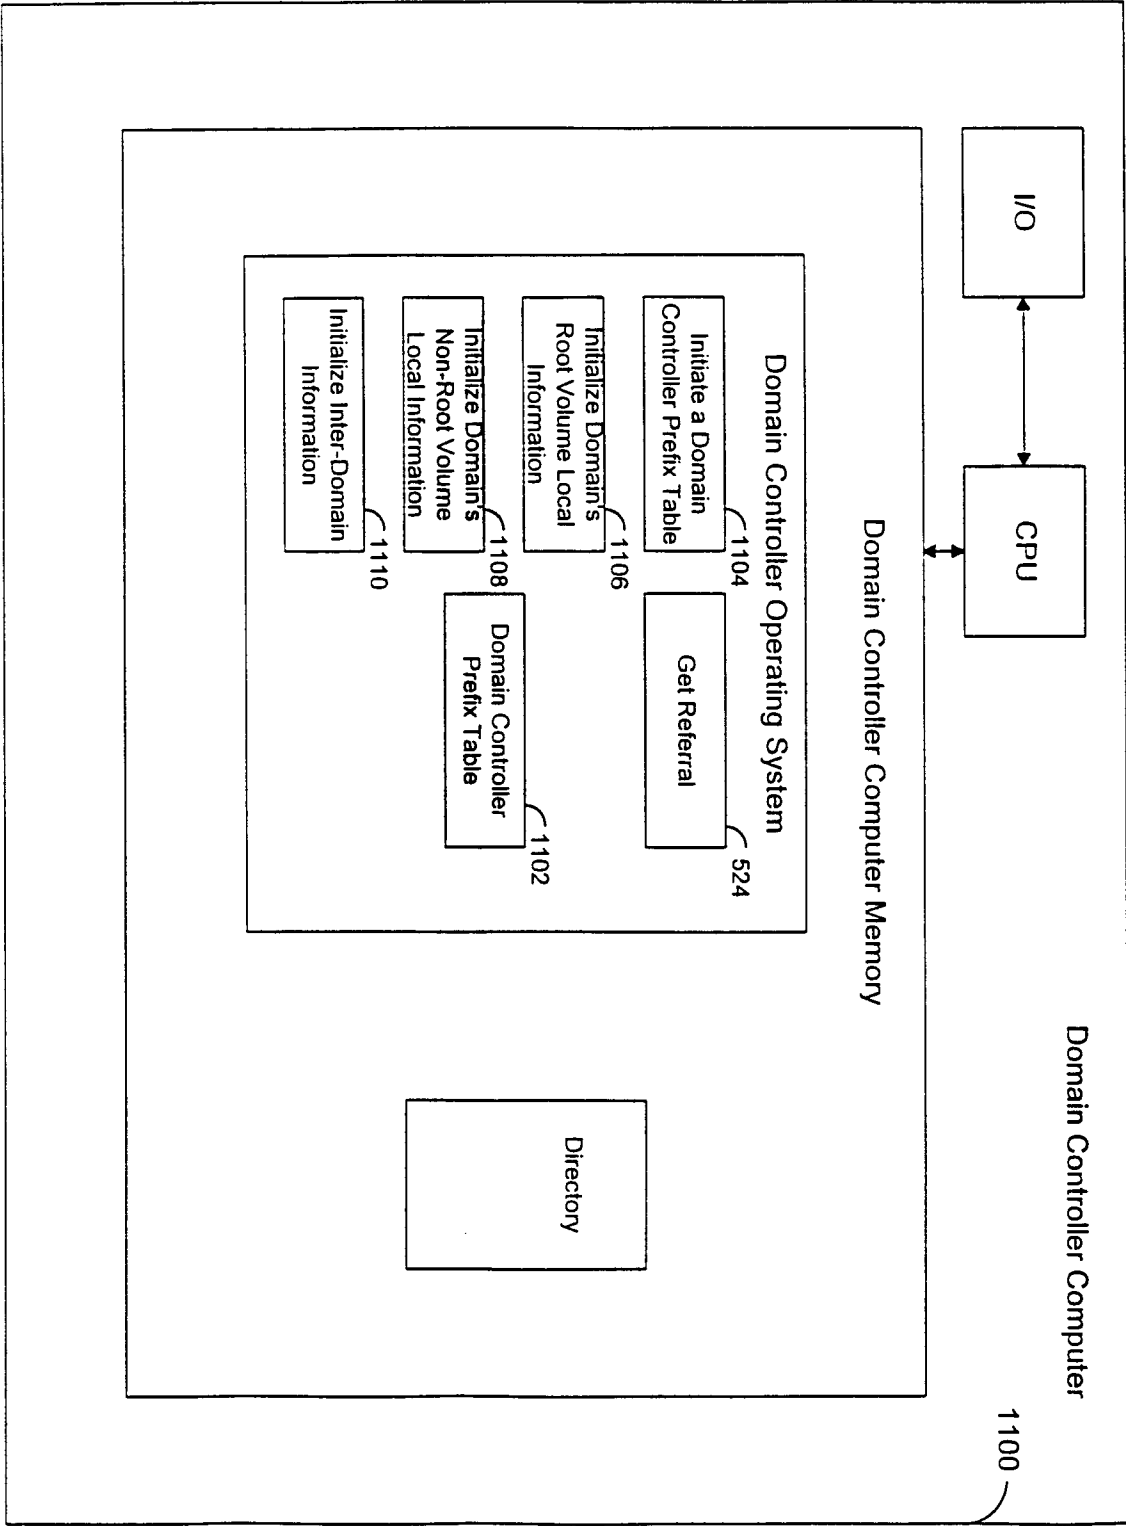 Domain Controller Computer
1100
I/O
CPU
Domain Controller Computer Memory
Domain Controller Operating System
Initiate a Domain
Controller Prefix Table
1104
Get Referral
524
Initialize Domain's
Root Volume Local
Information
1106
Initialize Domain's
Non-Root Volume
Local Information
1108
Domain Controller
Prefix Table
1102
Initialize Inter-Domain
Information
1110
Directory